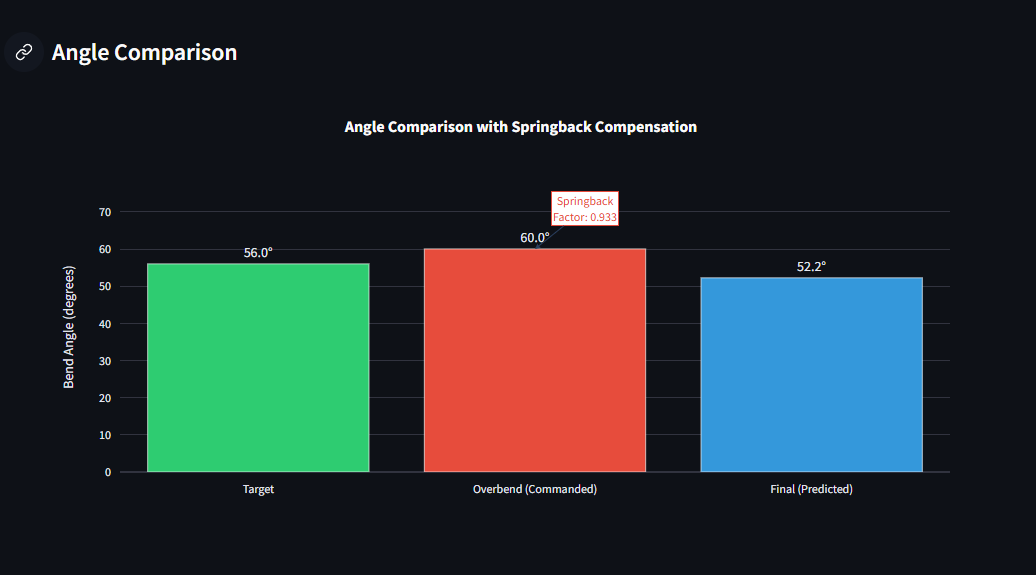 Angle Comparison
Angle Comparison with Springback Compensation
Springback
Factor: 0.933
70
60
50
40
30
20
10
0
Bend Angle (degrees)
56.0°
60.0°
52.2°
Target
Overbend (Commanded)
Final (Predicted)